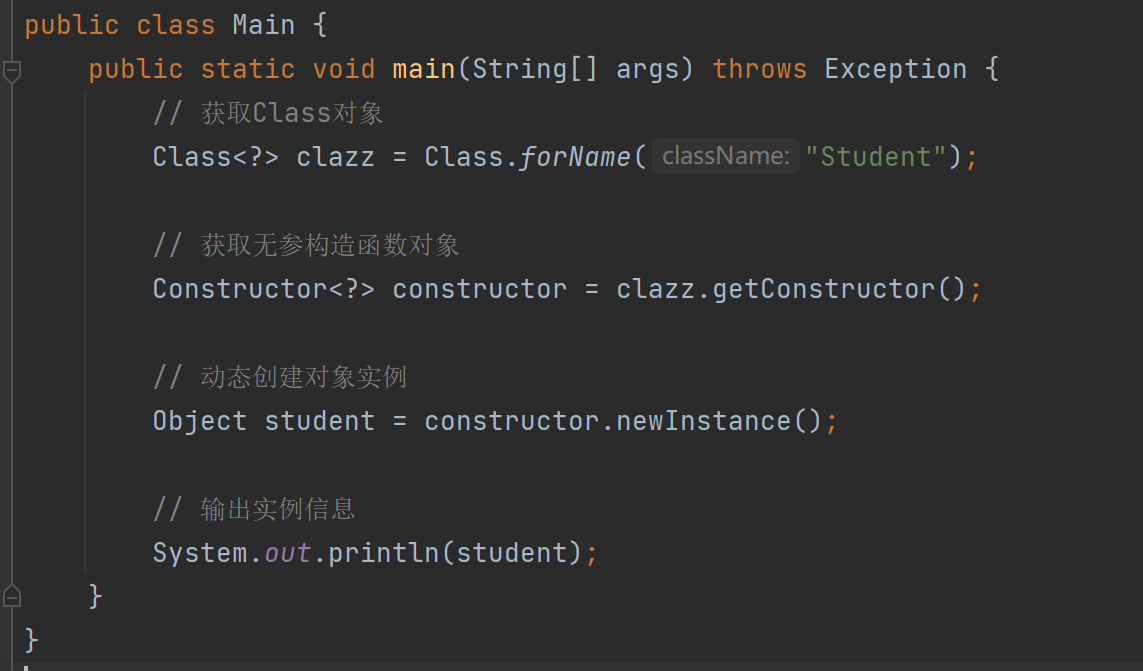 public class Main {
    public static void main(String[] args) throws Exception {
        // 获取Class对象
        Class<?> clazz = Class.forName( className: "Student");
        // 获取无参构造函数对象
        Constructor<?> constructor = clazz.getConstructor();
        // 动态创建对象实例
        Object student = constructor.newInstance();
        // 输出实例信息
        System.out.println(student);
    }
}